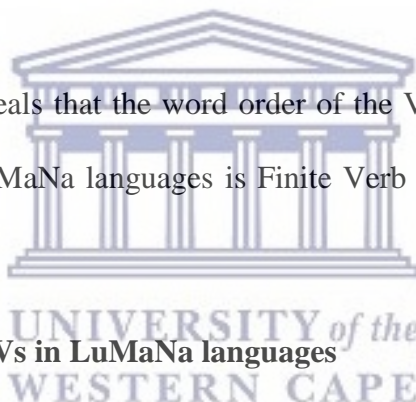 eals that the word order of the V
MaNa languages is Finite Verb
UNIVERSITY of the
Vs in LuMaNa languages
WESTERN CAPE